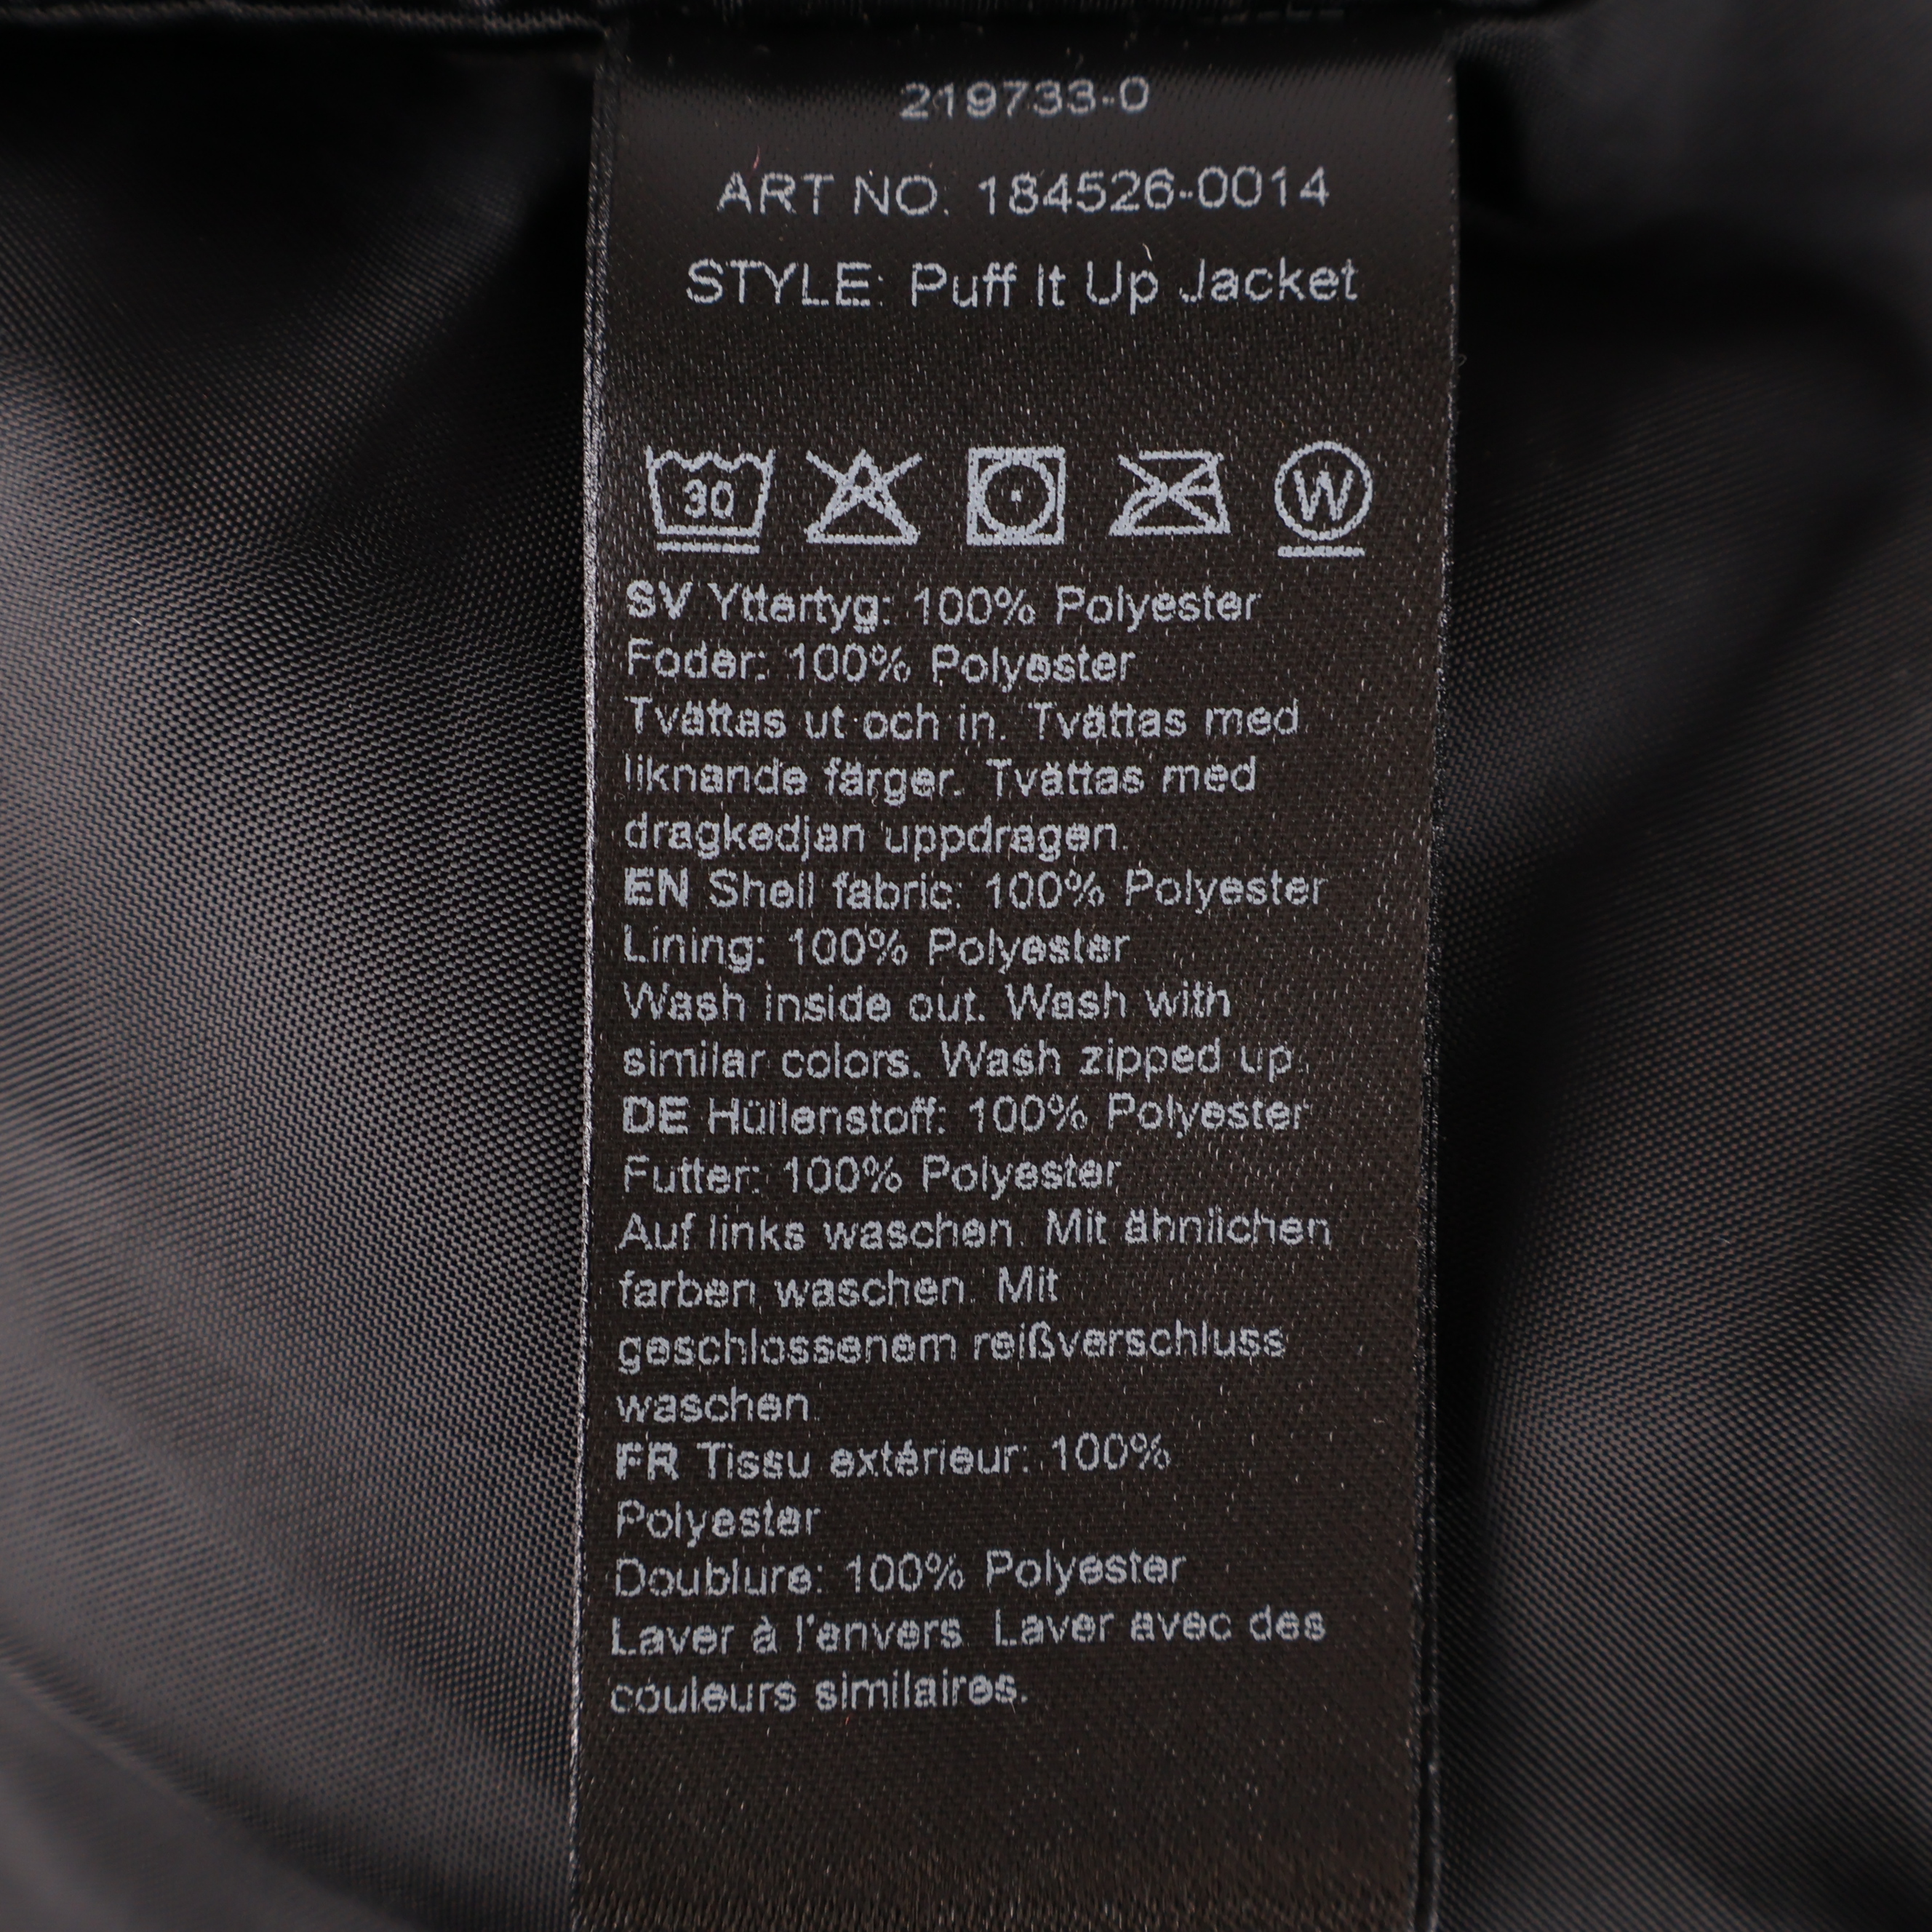 219733-0
ART NO. 184526-0014
STYLE: Puff It Up Jacket
30 W
SV Yttertyg: 100% Polyester
Foder: 100% Polyester
Tvättas ut och in. Tvättas med
liknande färger. Tvättas med
dragkedjan uppdragen.
EN Shell fabric: 100% Polyester
Lining: 100% Polyester
Wash inside out. Wash with
similar colors. Wash zipped up.
DE Hüllenstoff: 100% Polyester
Futter: 100% Polyester
Auf links waschen. Mit ähnlichen
farben waschen. Mit
geschlossenem reißverschluss
waschen.
FR Tissu extérieur: 100%
Polyester
Doublure: 100% Polyester
Laver à l'envers. Laver avec des
couleurs similaires.